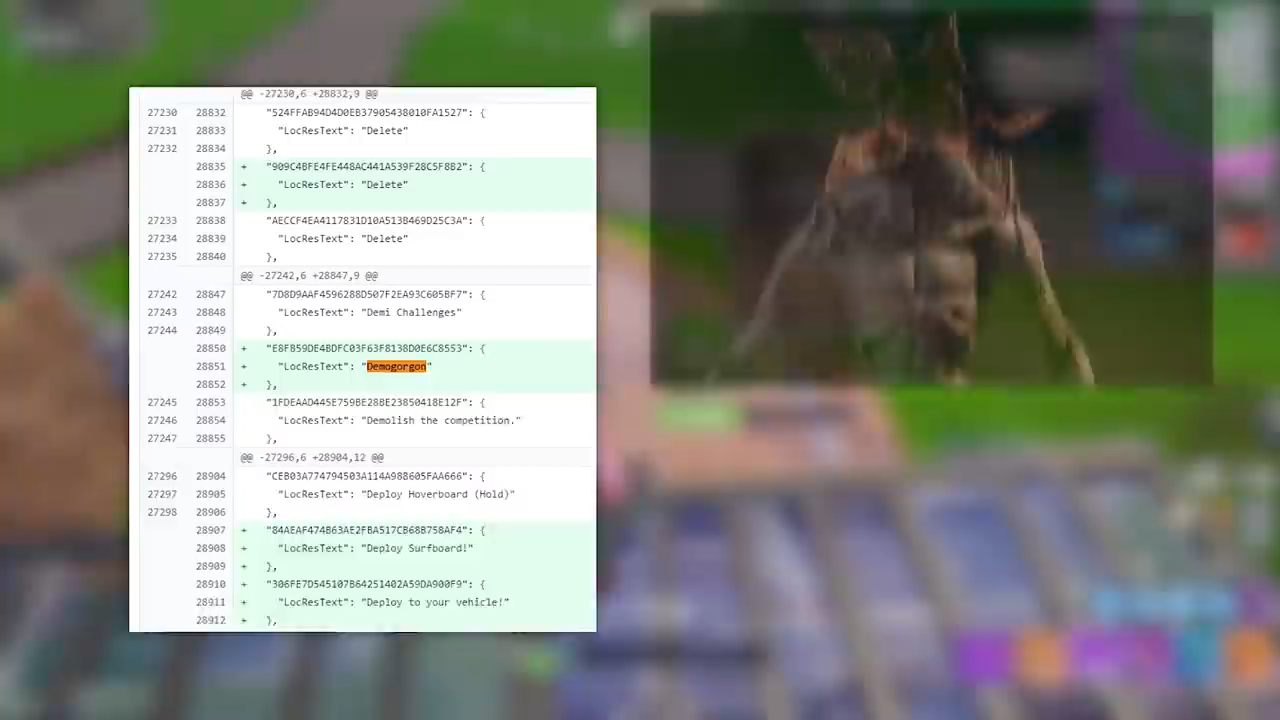 @@ -27230,6 +28832,9 @@
27230 28832 "524FFAB94D4D0EB37905438010FA1527": {
27231 28833 "LocResText": "Delete"
27232 28834 },
28835 + "909C4BFE4FE448AC441A539F28C5F8B2": {
28836 + "LocResText": "Delete"
28837 + },
27233 28838 "AECCF4EA4117831D10A513B469D25C3A": {
27234 28839 "LocResText": "Delete"
27235 28840 },
@@ -27242,6 +28847,9 @@
27242 28847 "7D8D9AAF4596288D507F2EA93C605BF7": {
27243 28848 "LocResText": "Demi Challenges"
27244 28849 },
28850 + "E8FB59DE4BDFC03F63F8138D0E6C8553": {
28851 + "LocResText": "Demogorgon"
28852 + },
27245 28853 "1FDEAAD445E759BE28BE23850418E12F": {
27246 28854 "LocResText": "Demolish the competition."
27247 28855 },
@@ -27296,6 +28904,12 @@
27296 28904 "CEB03A774794503A114A98B605FAA666": {
27297 28905 "LocResText": "Deploy Hoverboard (Hold)"
27298 28906 },
28907 + "84AEAF474B63AE2FBA517CB68B758AF4": {
28908 + "LocResText": "Deploy Surfboard!"
28909 + },
28910 + "306FE7D545107B64251402A59DA900F9": {
28911 + "LocResText": "Deploy to your vehicle!"
28912 + },